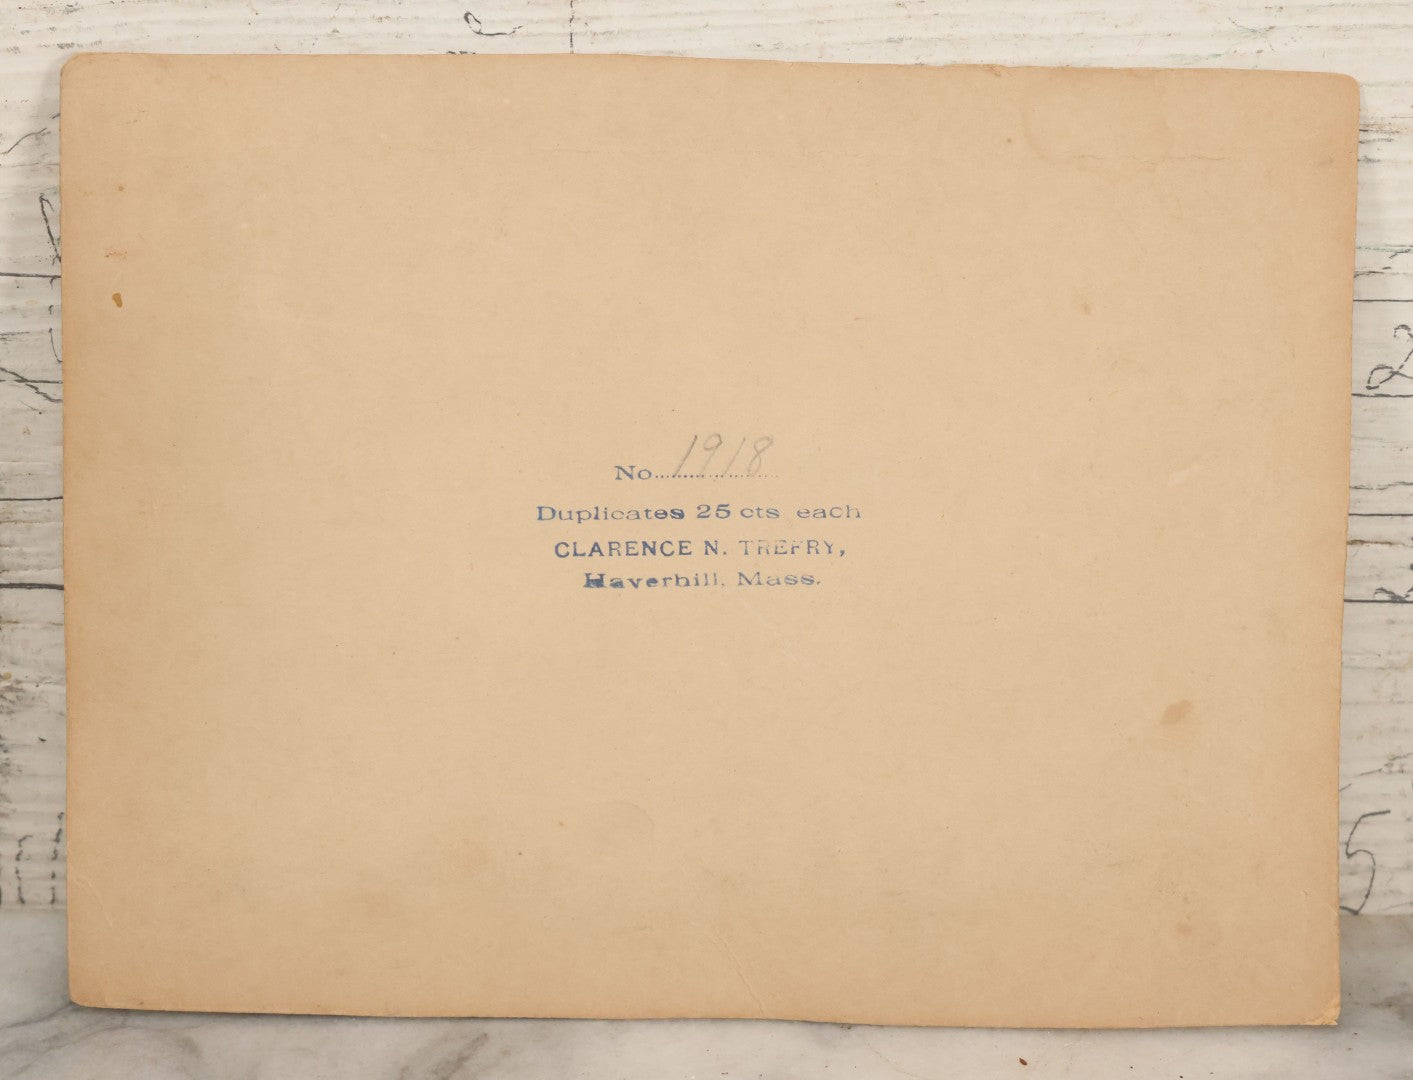 No. 1918
Duplicates 25 cts each
CLARENCE N. TREFRY,
Haverhill, Mass.